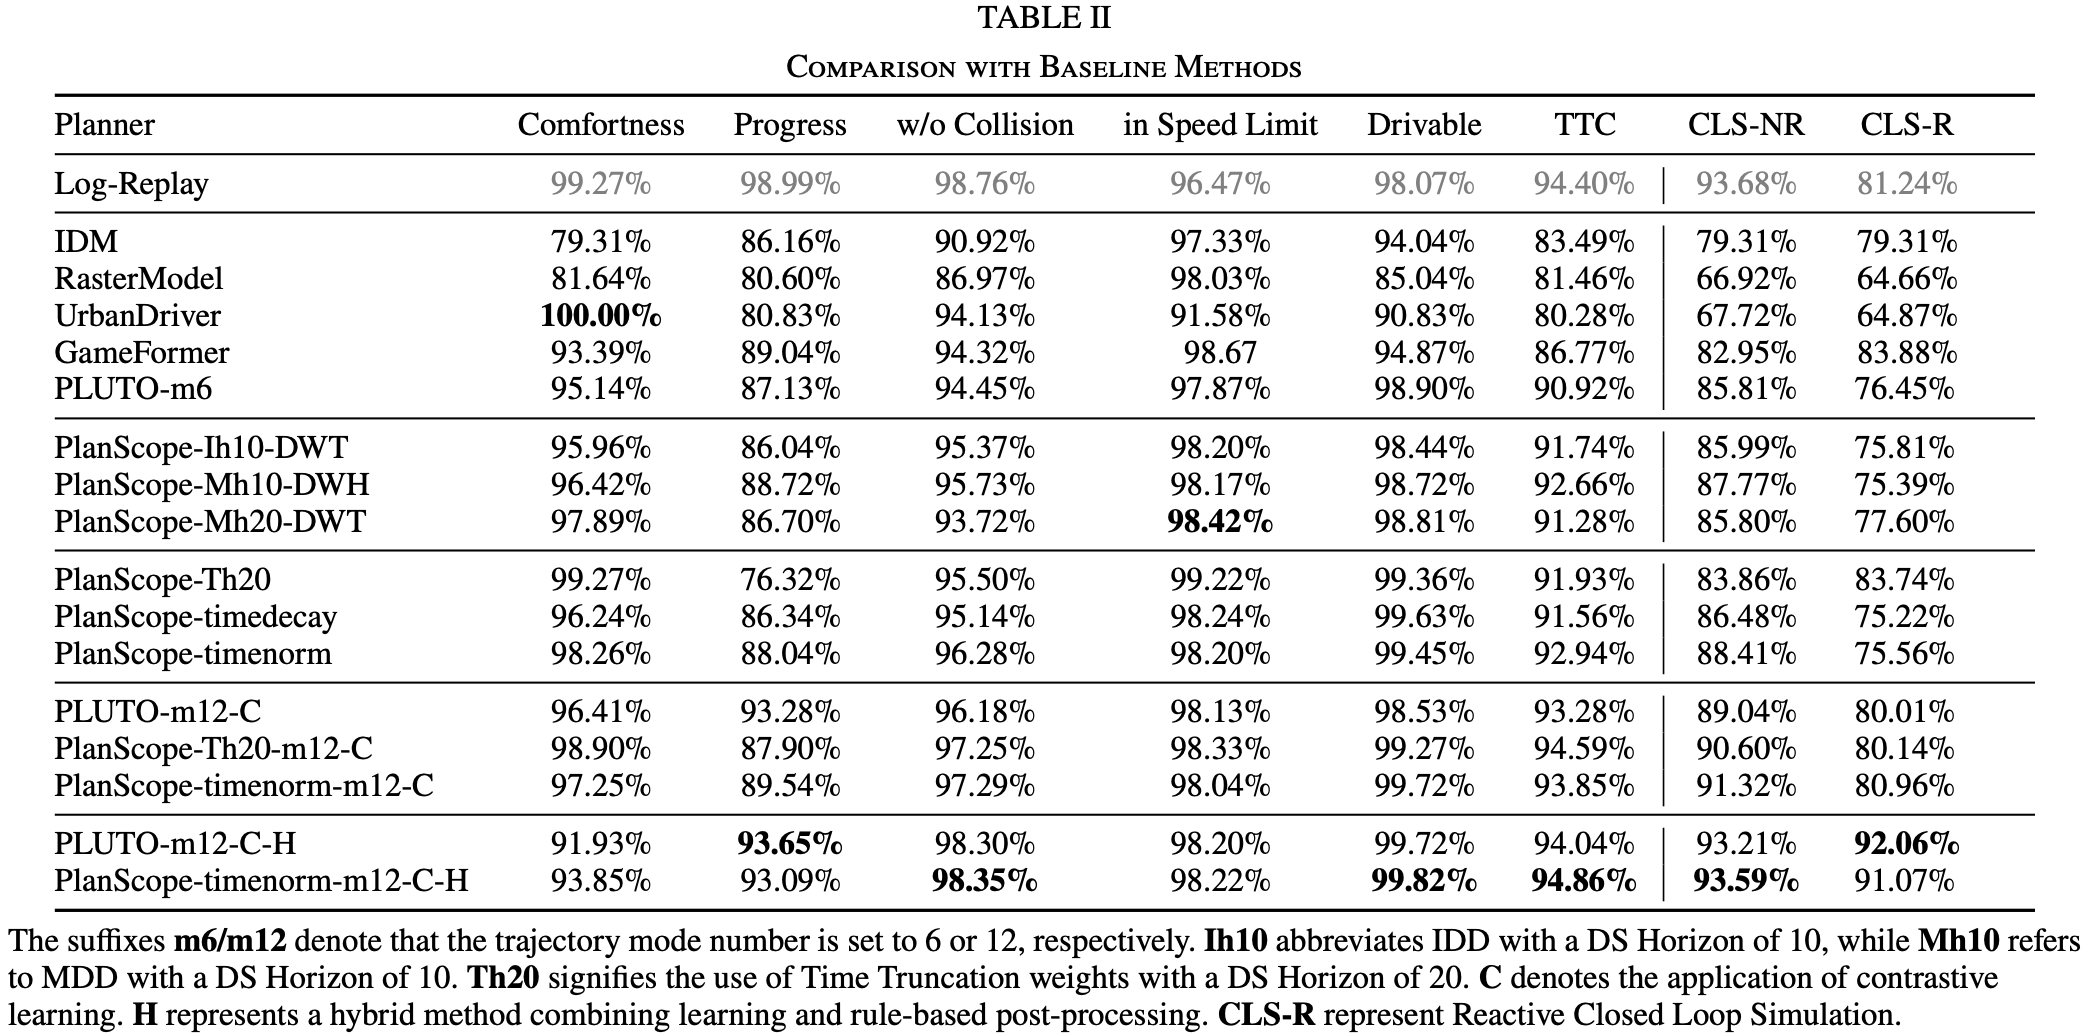 TABLE II
COMPARISON WITH BASELINE METHODS
Planner Comfortness Progress w/o Collision in Speed Limit Drivable TTC CLS-NR CLS-R
Log-Replay 99.27% 98.99% 98.76% 96.47% 98.07% 94.40% 93.68% 81.24%
IDM 79.31% 86.16% 90.92% 97.33% 94.04% 83.49% 79.31% 79.31%
RasterModel 81.64% 80.60% 86.97% 98.03% 85.04% 81.46% 66.92% 64.66%
UrbanDriver 100.00% 80.83% 94.13% 91.58% 90.83% 80.28% 67.72% 64.87%
GameFormer 93.39% 89.04% 94.32% 98.67 94.87% 86.77% 82.95% 83.88%
PLUTO-m6 95.14% 87.13% 94.45% 97.87% 98.90% 90.92% 85.81% 76.45%
PlanScope-Ih10-DWT 95.96% 86.04% 95.37% 98.20% 98.44% 91.74% 85.99% 75.81%
PlanScope-Mh10-DWH 96.42% 88.72% 95.73% 98.17% 98.72% 92.66% 87.77% 75.39%
PlanScope-Mh20-DWT 97.89% 86.70% 93.72% 98.42% 98.81% 91.28% 85.80% 77.60%
PlanScope-Th20 99.27% 76.32% 95.50% 99.22% 99.36% 91.93% 83.86% 83.74%
PlanScope-timedecay 96.24% 86.34% 95.14% 98.24% 99.63% 91.56% 86.48% 75.22%
PlanScope-timenorm 98.26% 88.04% 96.28% 98.20% 99.45% 92.94% 88.41% 75.56%
PLUTO-m12-C 96.41% 93.28% 96.18% 98.13% 98.53% 93.28% 89.04% 80.01%
PlanScope-Th20-m12-C 98.90% 87.90% 97.25% 98.33% 99.27% 94.59% 90.60% 80.14%
PlanScope-timenorm-m12-C 97.25% 89.54% 97.29% 98.04% 99.72% 93.85% 91.32% 80.96%
PLUTO-m12-C-H 91.93% 93.65% 98.30% 98.20% 99.72% 94.04% 93.21% 92.06%
PlanScope-timenorm-m12-C-H 93.85% 93.09% 98.35% 98.22% 99.82% 94.86% 93.59% 91.07%
The suffixes m6/m12 denote that the trajectory mode number is set to 6 or 12, respectively. Ih10 abbreviates IDD with a DS Horizon of 10, while Mh10 refers
to MDD with a DS Horizon of 10. Th20 signifies the use of Time Truncation weights with a DS Horizon of 20. C denotes the application of contrastive
learning. H represents a hybrid method combining learning and rule-based post-processing. CLS-R represent Reactive Closed Loop Simulation.